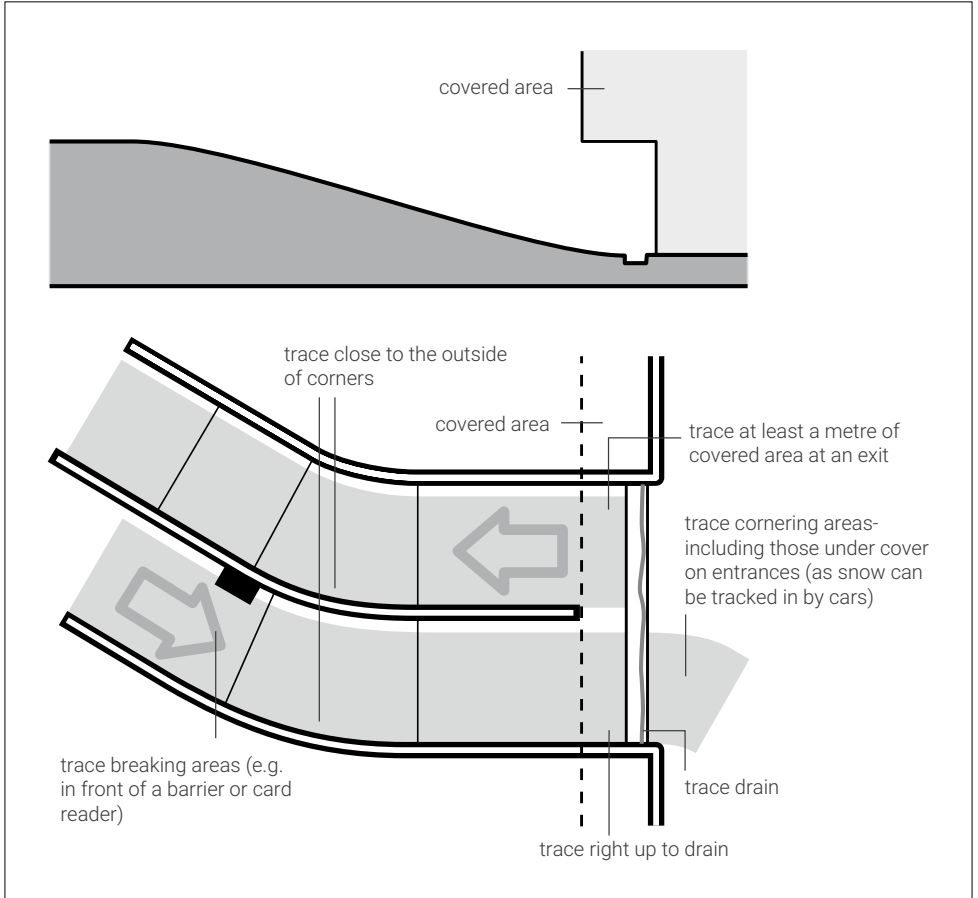 covered area
trace close to the outside
of corners
covered area
trace at least a metre of
covered area at an exit
trace cornering areas-
including those under cover
on entrances (as snow can
be tracked in by cars)
trace breaking areas (e.g.
in front of a barrier or card
reader)
trace drain
trace right up to drain